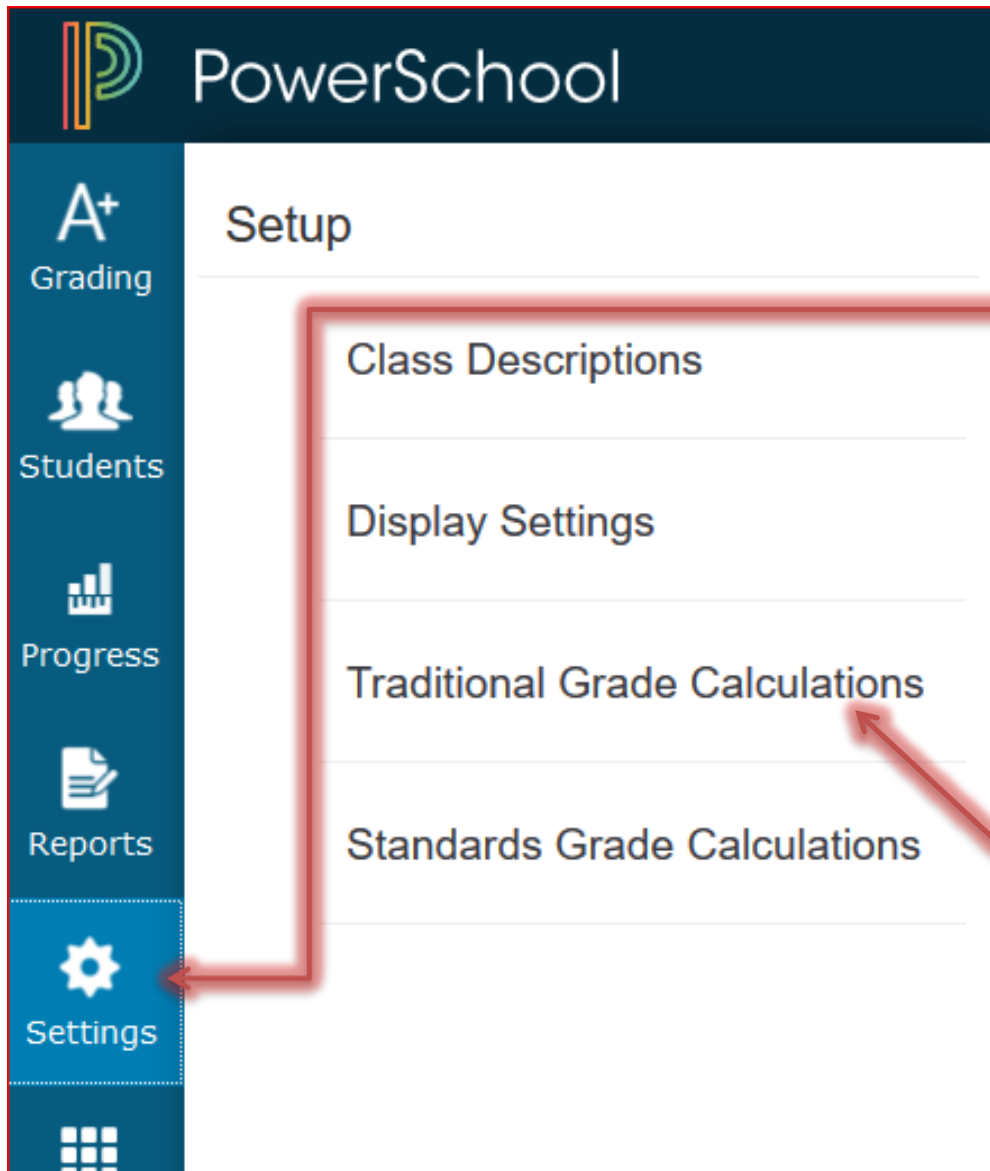 PowerSchool
A+
Grading
Students
Progress
Reports
Settings
Setup
Class Descriptions
Display Settings
Traditional Grade Calculations
Standards Grade Calculations